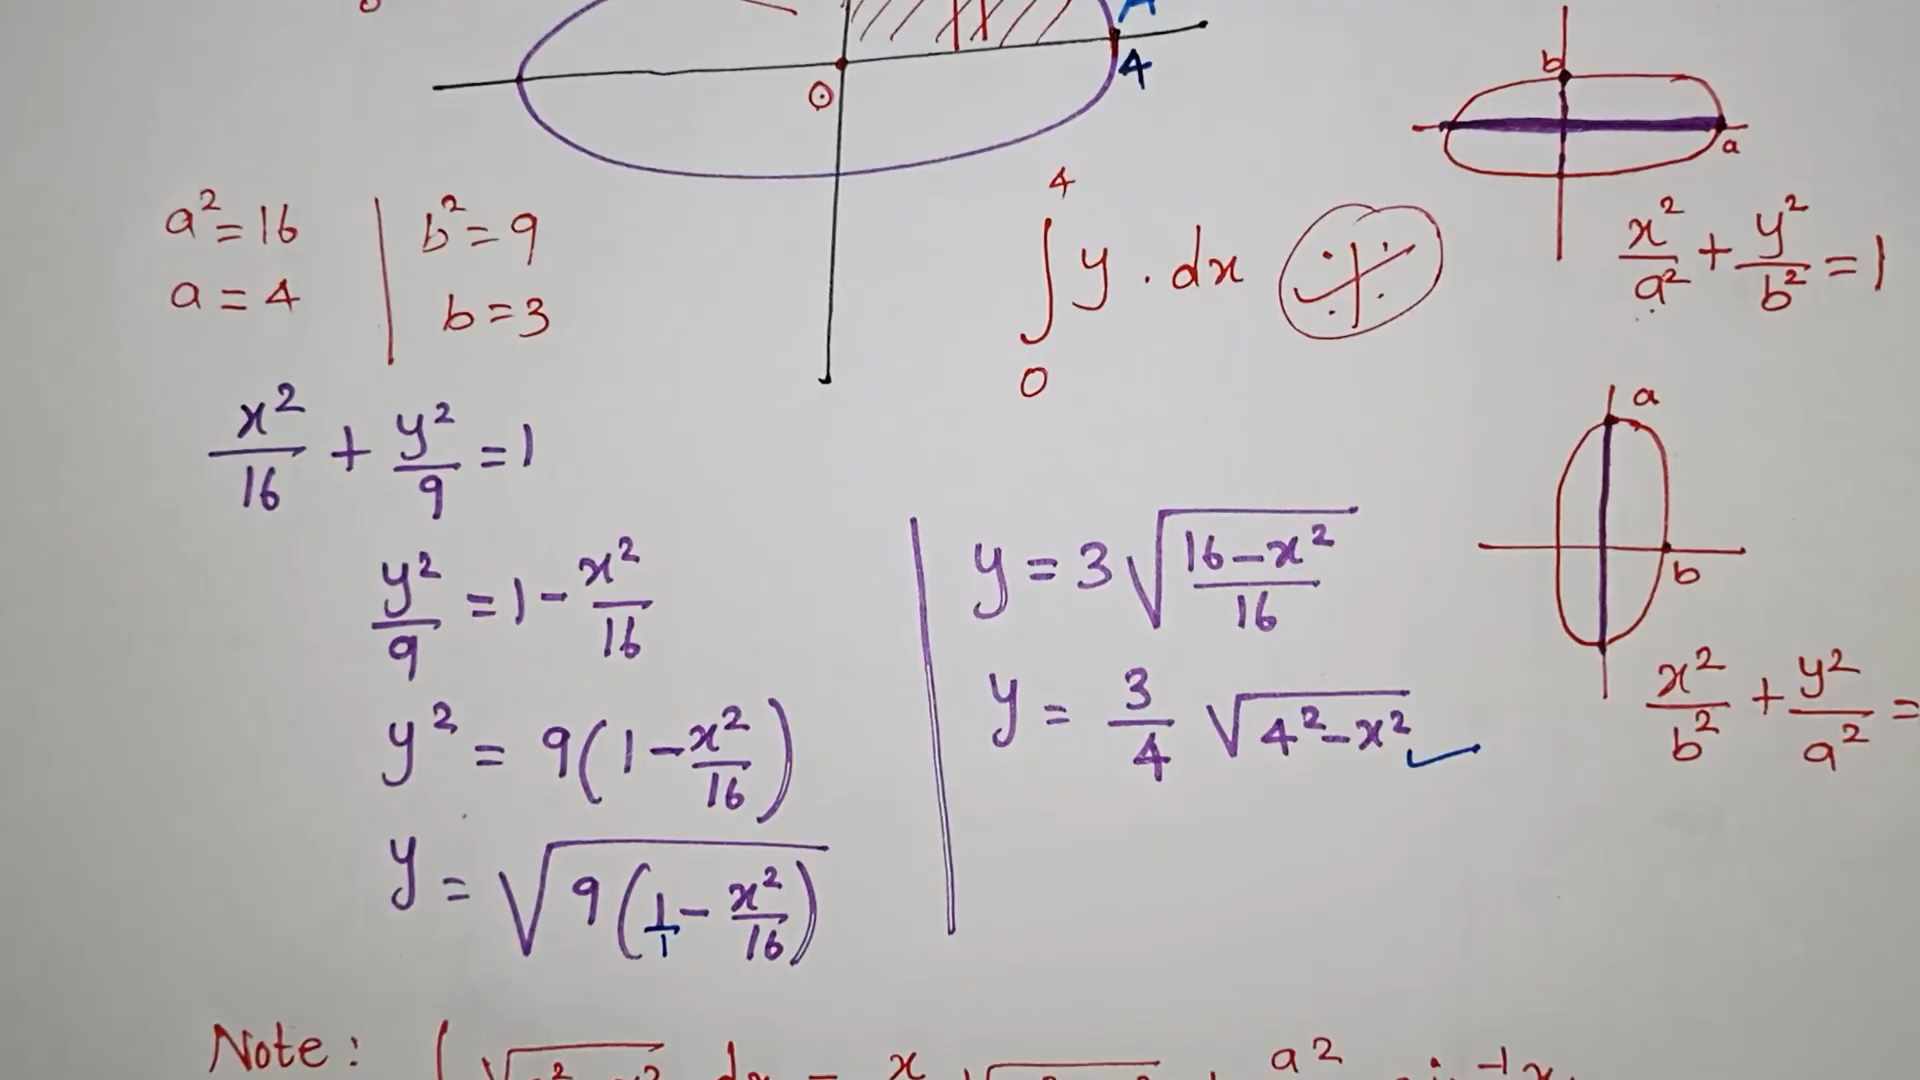 A
4
O
b
a
a² = 16
a = 4
b² = 9
b = 3
∫₀⁴ y . dx
x²/a² + y²/b² = 1
x²/16 + y²/9 = 1
y²/9 = 1 - x²/16
y² = 9(1 - x²/16)
y = √(9(1/1 - x²/16))
y = 3√((16-x²)/16)
y = 3/4 √(4²-x²)
a
b
x²/b² + y²/a² =
Note :